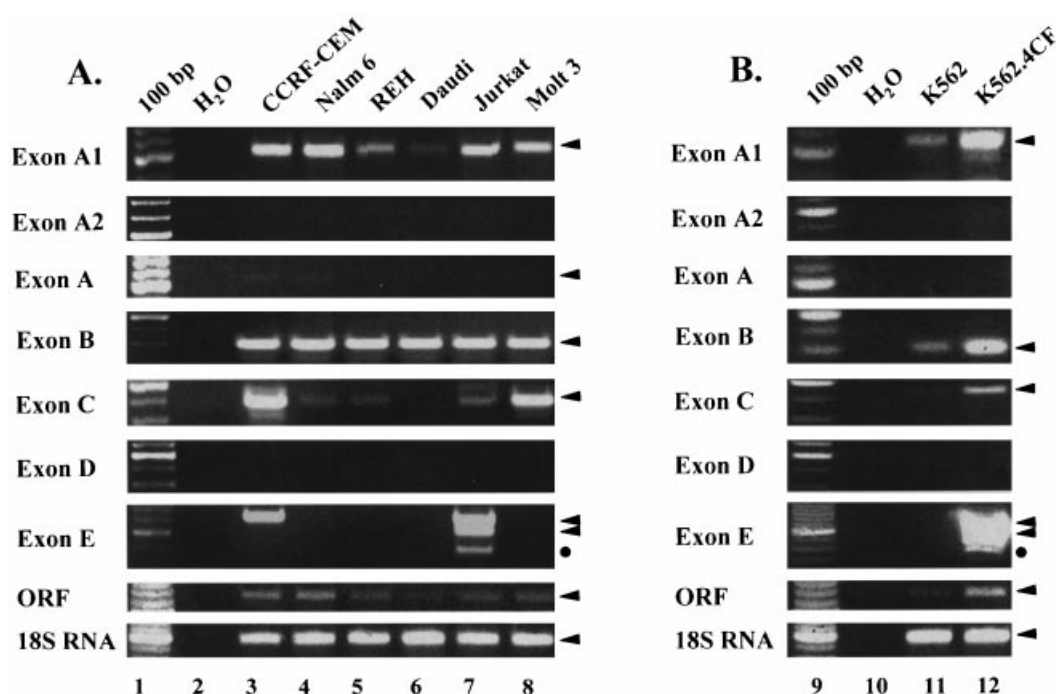 A.
100 bp
H2O
CCRF-CEM
Nalm 6
REH
Daudi
Jurkat
Molt 3
Exon A1
Exon A2
Exon A
Exon B
Exon C
Exon D
Exon E
ORF
18S RNA
1 2 3 4 5 6 7 8
B.
100 bp
H2O
K562
K562.4CF
Exon A1
Exon A2
Exon A
Exon B
Exon C
Exon D
Exon E
ORF
18S RNA
9 10 11 12